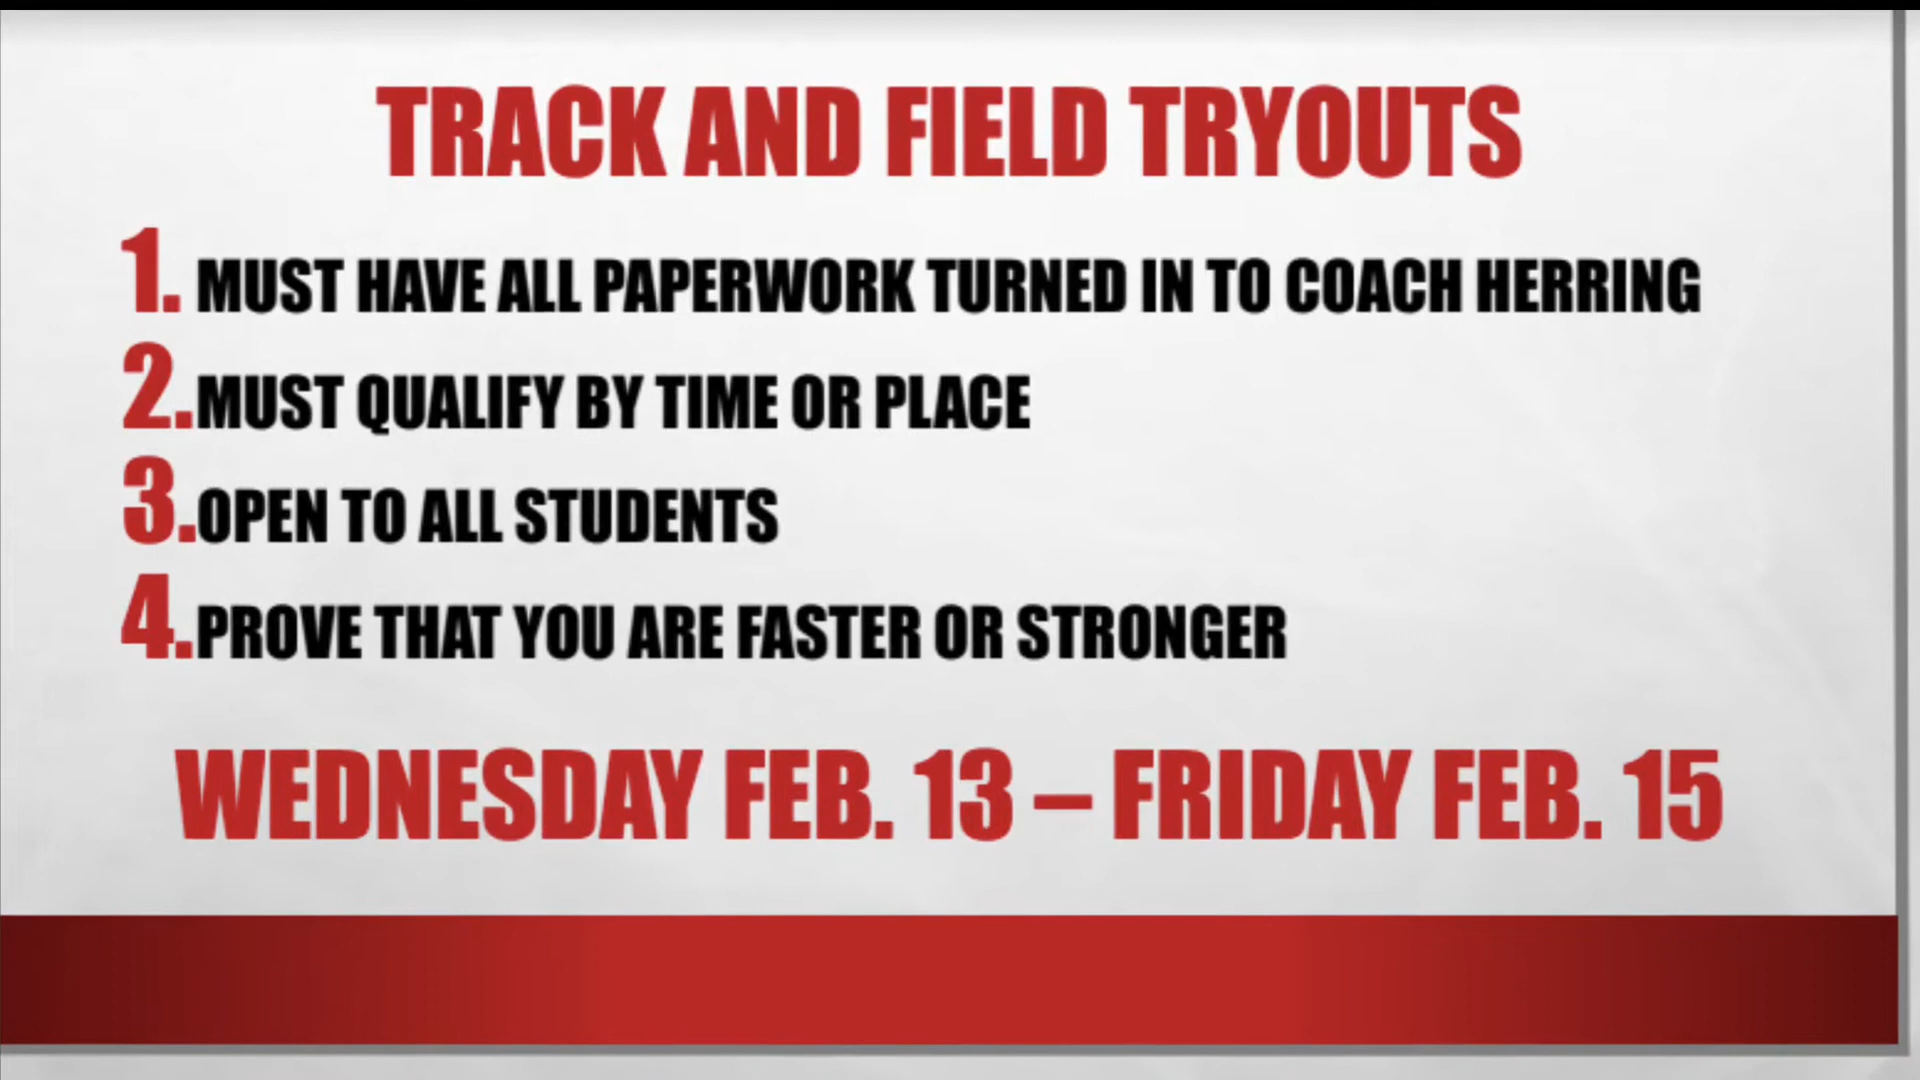 TRACK AND FIELD TRYOUTS
1. MUST HAVE ALL PAPERWORK TURNED IN TO COACH HERRING
2. MUST QUALIFY BY TIME OR PLACE
3. OPEN TO ALL STUDENTS
4. PROVE THAT YOU ARE FASTER OR STRONGER
WEDNESDAY FEB. 13 – FRIDAY FEB. 15